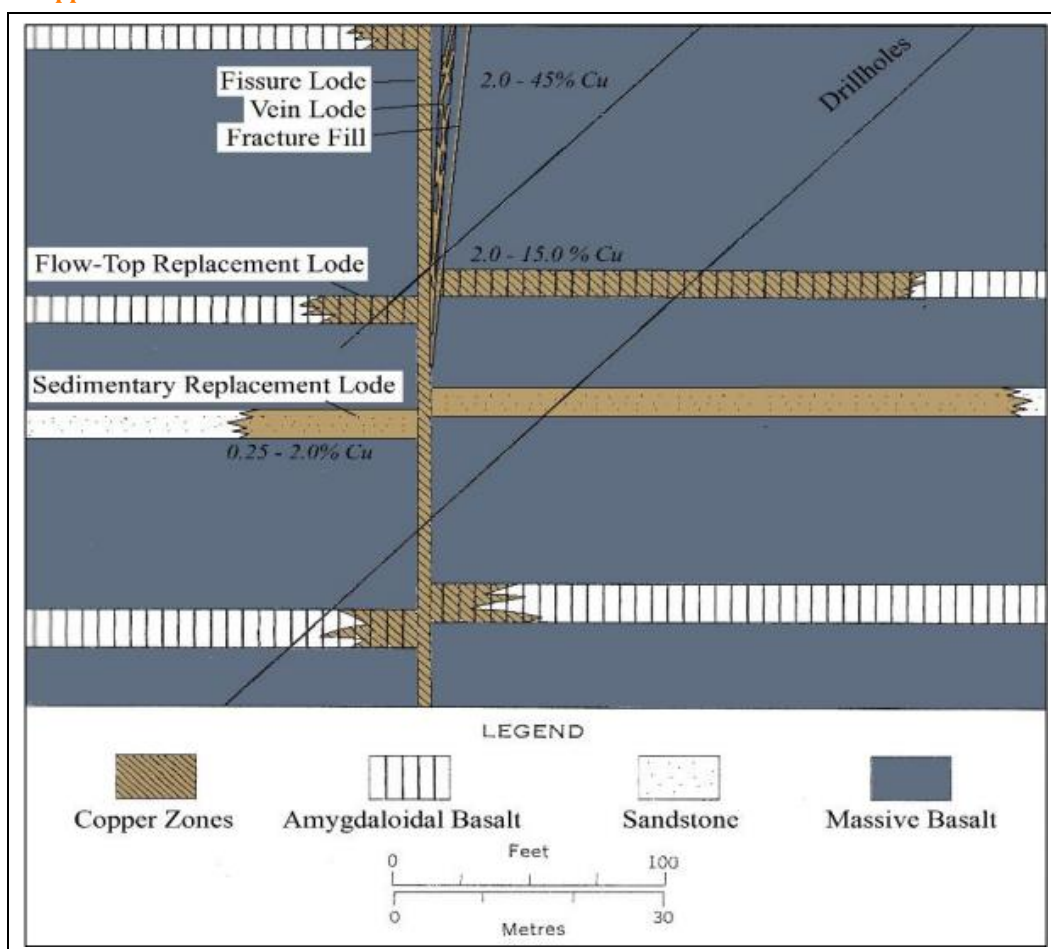 Fissure Lode
Vein Lode
Fracture Fill
2.0 - 45% Cu
Drillholes
Flow-Top Replacement Lode
2.0 - 15.0 % Cu
Sedimentary Replacement Lode
0.25 - 2.0% Cu
LEGEND
Copper Zones
Amygdaloidal Basalt
Sandstone
Massive Basalt
Feet
0 100
0 30
Metres